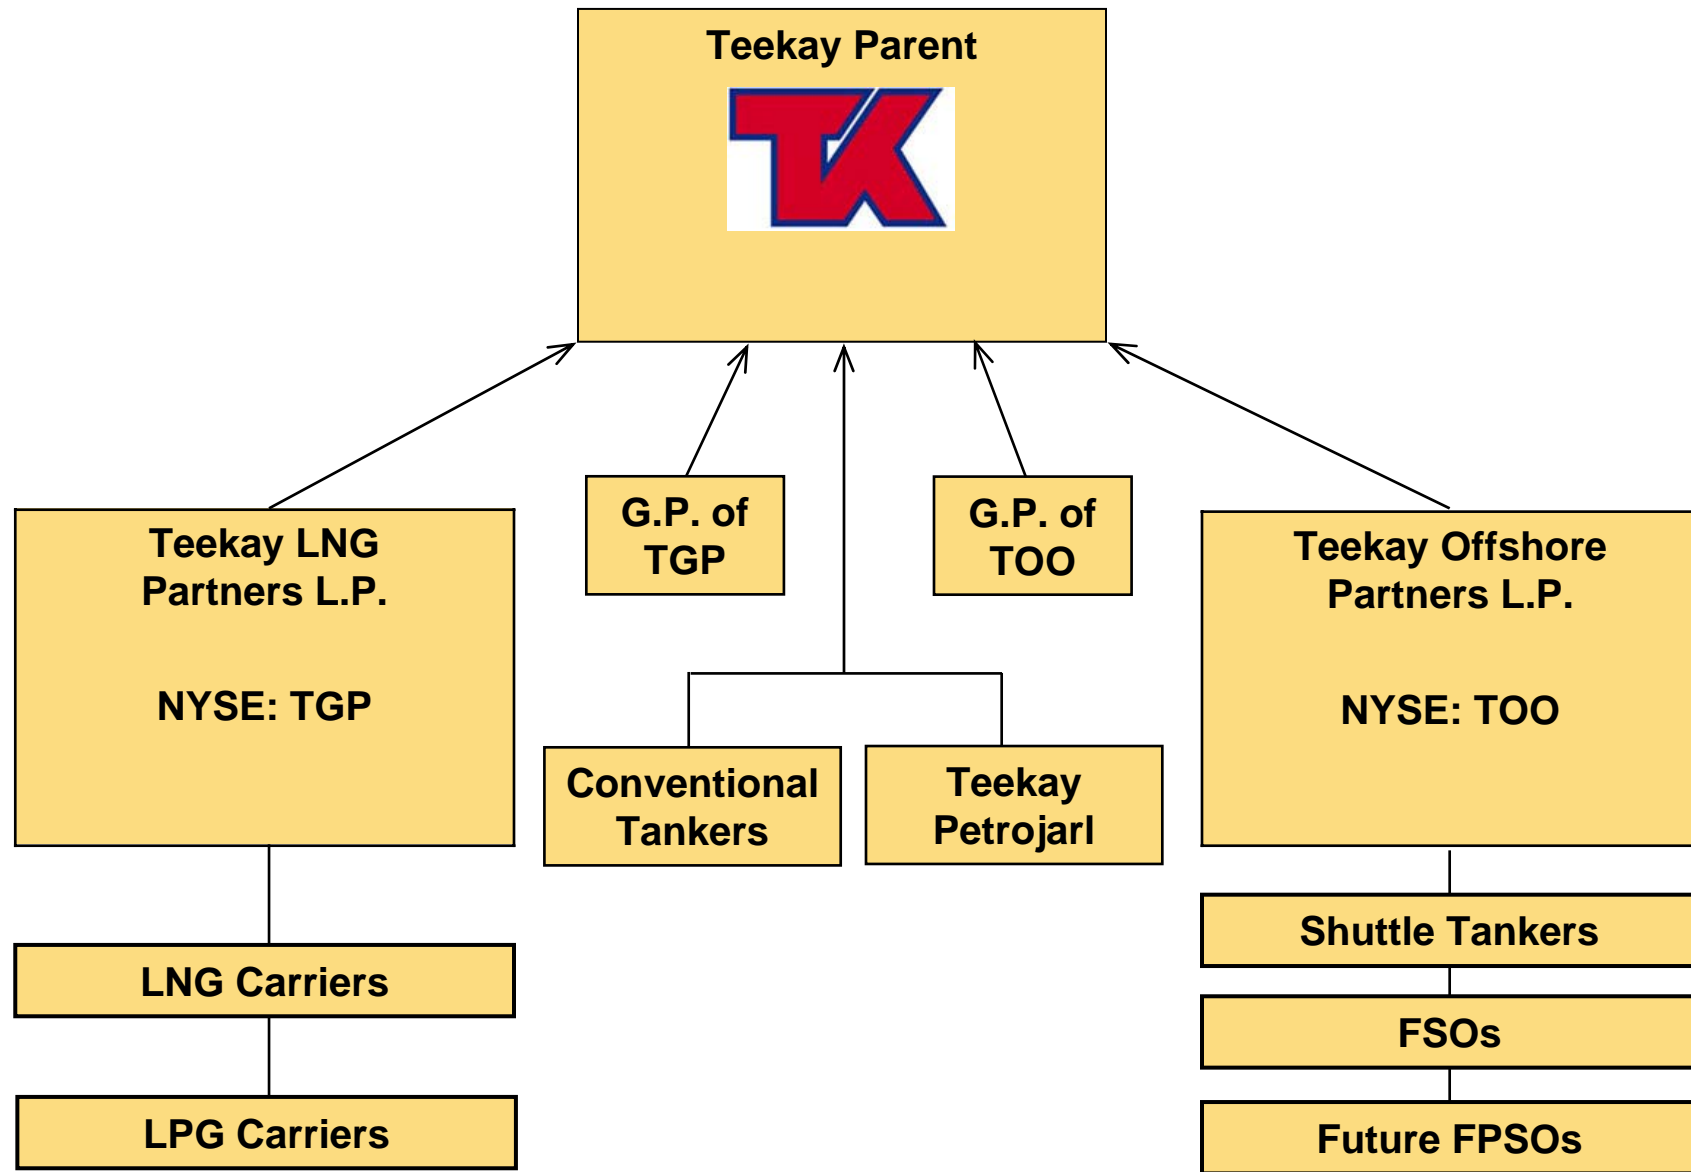 Teekay Parent
TK
G.P. of
TGP
G.P. of
TOO
Teekay LNG
Partners L.P.
NYSE: TGP
Teekay Offshore
Partners L.P.
NYSE: TOO
Conventional
Tankers
Teekay
Petrojarl
LNG Carriers
LPG Carriers
Shuttle Tankers
FSOs
Future FPSOs